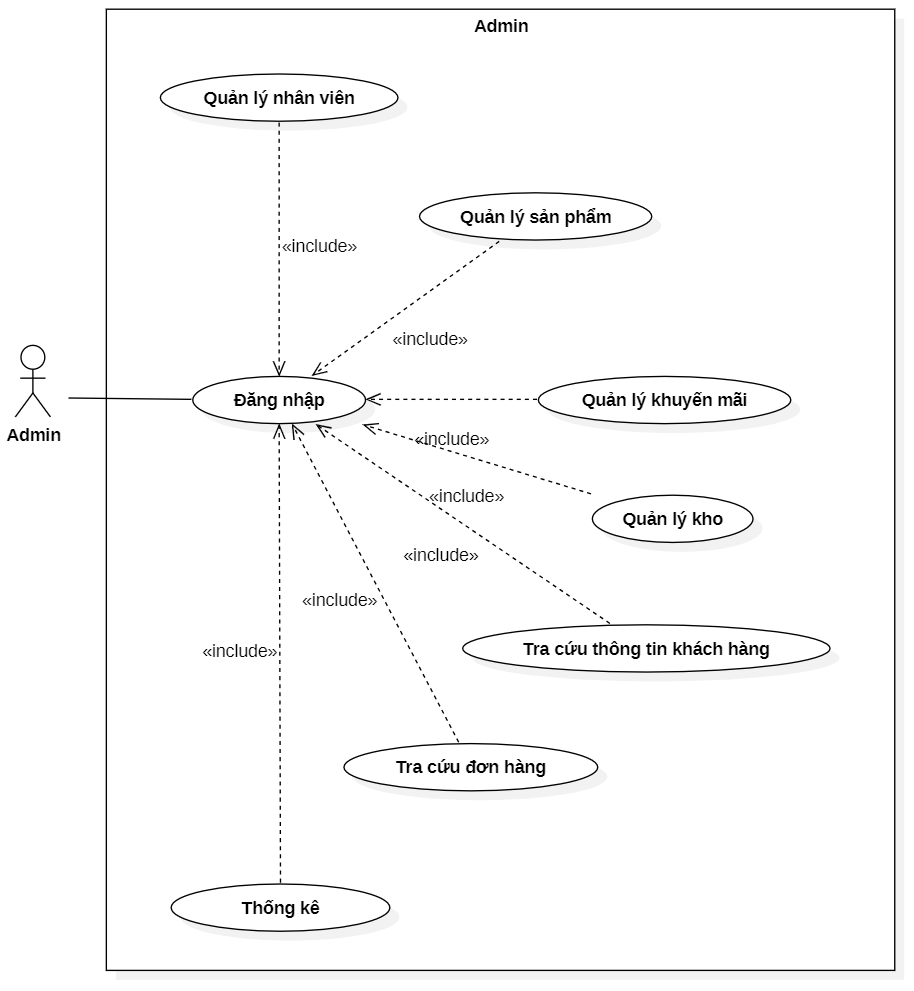 Admin
Quản lý nhân viên
Quản lý sản phẩm
«include»
«include»
Đăng nhập
Quản lý khuyến mãi
Admin
«include»
«include»
Quản lý kho
«include»
«include»
«include»
Tra cứu thông tin khách hàng
Tra cứu đơn hàng
Thống kê